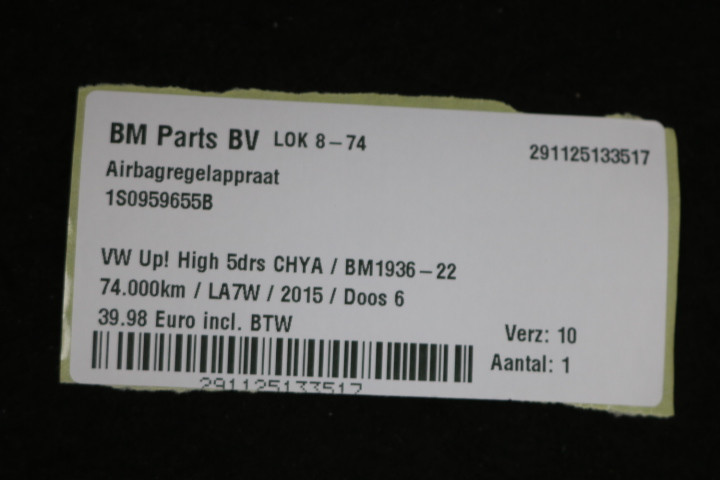 BM Parts BV LOK 8-74
291125133517
Airbagregelappraat
1S0959655B
VW Up! High 5drs CHYA / BM1936-22
74.000km / LA7W / 2015 / Doos 6
39.98 Euro incl. BTW
Verz: 10
Aantal: 1
291125133517